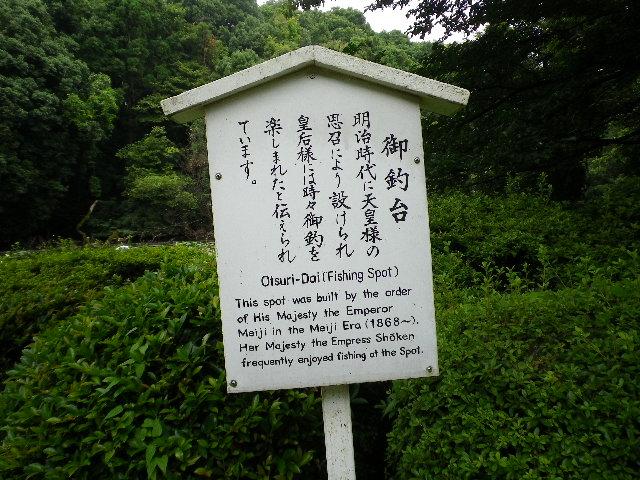 御釣台
明治時代に天皇様の
思召により設けられ
皇后様には時々御釣を
楽しまれたと伝えられ
ています。
Otsuri-Dai (Fishing Spot)
This spot was built by the order
of His Majesty the Emperor
Meiji in the Meiji Era (1868~).
Her Majesty the Empress Shōken
frequently enjoyed fishing at the Spot.